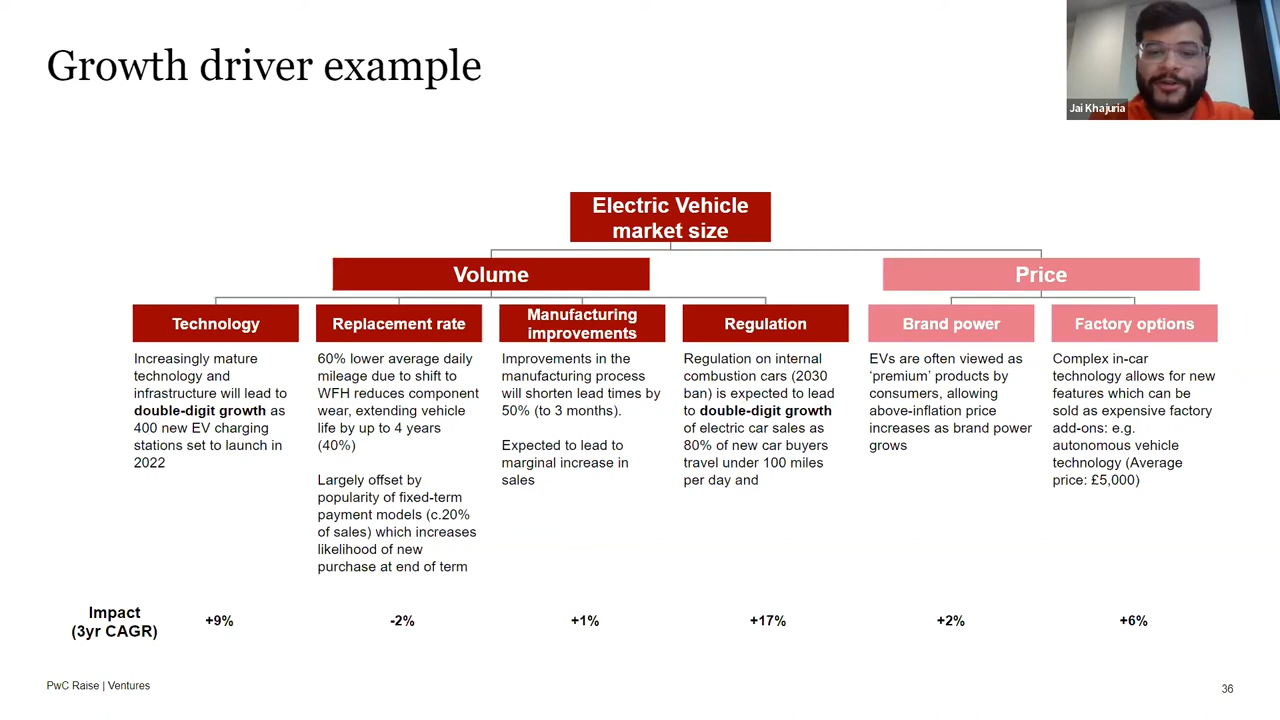 Growth driver example
Jai Khajuria
Electric Vehicle
market size
Volume
Price
Technology
Replacement rate
Manufacturing
improvements
Regulation
Brand power
Factory options
Increasingly mature
technology and
infrastructure will lead to
double-digit growth as
400 new EV charging
stations set to launch in
2022
60% lower average daily
mileage due to shift to
WFH reduces component
wear, extending vehicle
life by up to 4 years
(40%)
Largely offset by
popularity of fixed-term
payment models (c.20%
of sales) which increases
likelihood of new
purchase at end of term
Improvements in the
manufacturing process
will shorten lead times by
50% (to 3 months).
Expected to lead to
marginal increase in
sales
Regulation on internal
combustion cars (2030
ban) is expected to lead
to double-digit growth
of electric car sales as
80% of new car buyers
travel under 100 miles
per day and
EVs are often viewed as
‘premium’ products by
consumers, allowing
above-inflation price
increases as brand power
grows
Complex in-car
technology allows for new
features which can be
sold as expensive factory
add-ons: e.g.
autonomous vehicle
technology (Average
price: £5,000)
Impact
(3yr CAGR)
+9%
-2%
+1%
+17%
+2%
+6%
PwC Raise | Ventures
36